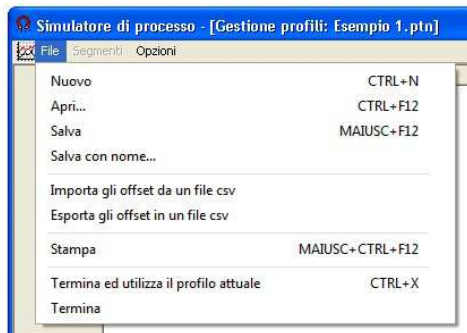 Simulatore di processo - [Gestione profili: Esempio 1.ptn]
File Segmenti Opzioni
Nuovo CTRL+N
Apri... CTRL+F12
Salva MAIUSC+F12
Salva con nome...
Importa gli offset da un file csv
Esporta gli offset in un file csv
Stampa MAIUSC+CTRL+F12
Termina ed utilizza il profilo attuale CTRL+X
Termina